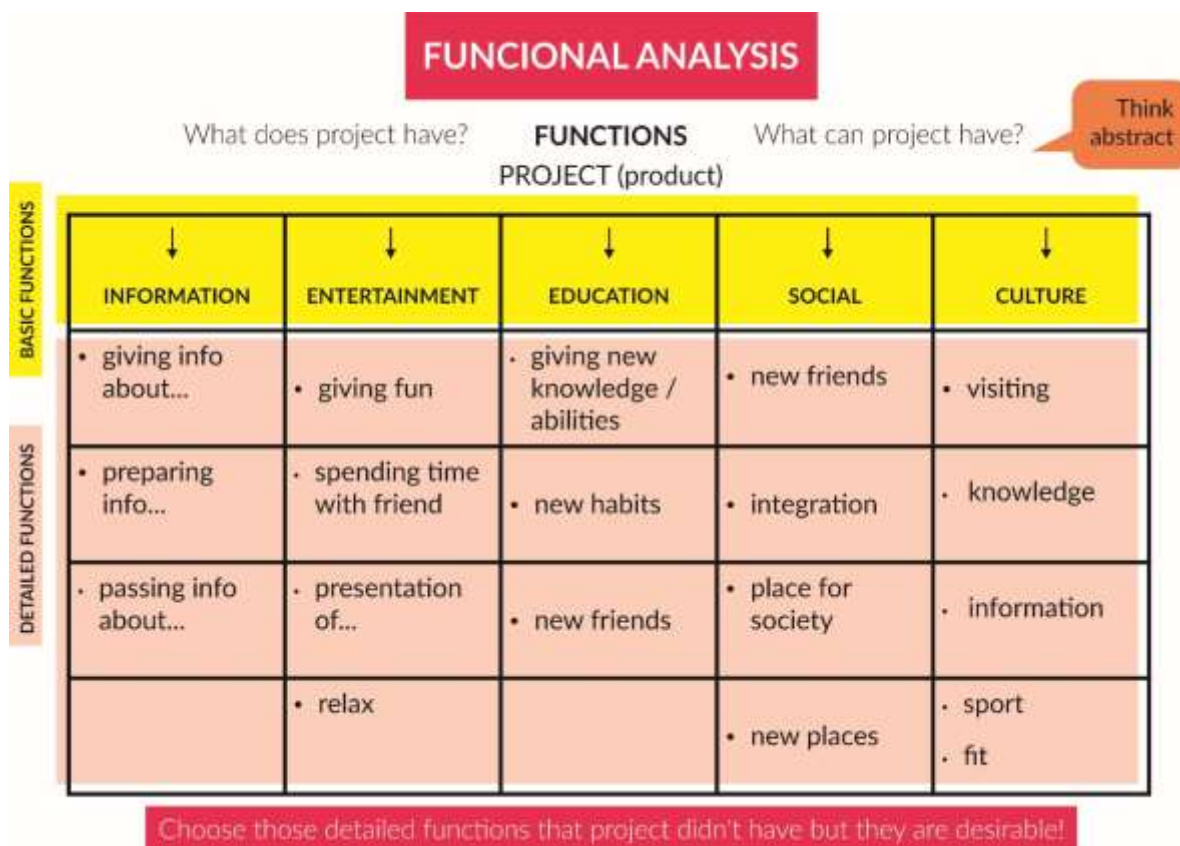 FUNCIONAL ANALYSIS
What does project have?
FUNCTIONS
What can project have?
Think
abstract
PROJECT (product)
BASIC FUNCTIONS
↓ ↓ ↓ ↓ ↓
INFORMATION ENTERTAINMENT EDUCATION SOCIAL CULTURE
DETAILED FUNCTIONS
• giving info
about...
• giving fun
• giving new
knowledge /
abilities
• new friends
• visiting
• preparing
info...
• spending time
with friend
• new habits
• integration
• knowledge
• passing info
about...
• presentation
of...
• new friends
• place for
society
• information
• relax
• new places
• sport
• fit
Choose those detailed functions that project didn't have but they are desirable!